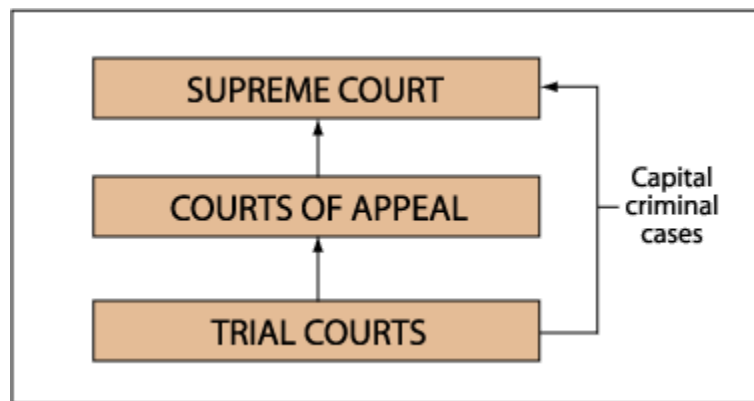 SUPREME COURT
COURTS OF APPEAL
TRIAL COURTS
Capital
criminal
cases